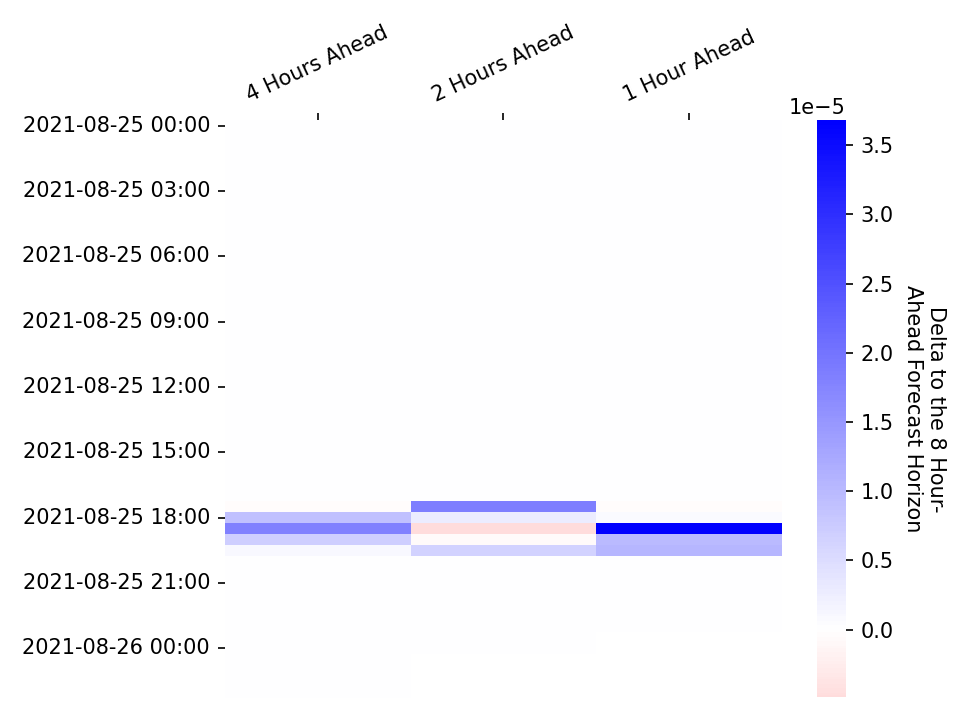 4 Hours Ahead
2 Hours Ahead
1 Hour Ahead
1e−5
2021-08-25 00:00
2021-08-25 03:00
2021-08-25 06:00
2021-08-25 09:00
2021-08-25 12:00
2021-08-25 15:00
2021-08-25 18:00
2021-08-25 21:00
2021-08-26 00:00
3.5
3.0
2.5
2.0
1.5
1.0
0.5
0.0
Delta to the 8 Hour-
Ahead Forecast Horizon